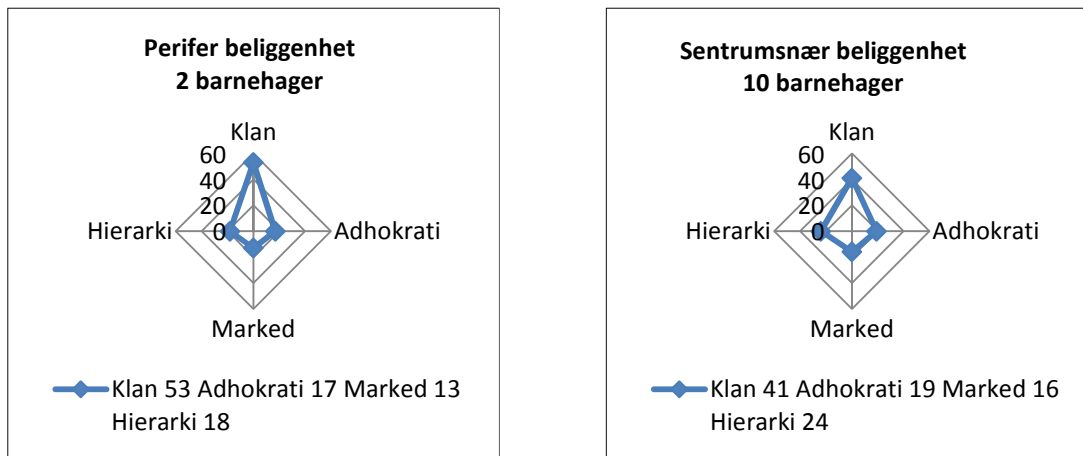 Perifer beliggenhet
2 barnehager
Klan
60
40
20
0
Hierarki
Adhokrati
Marked
Klan 53 Adhokrati 17 Marked 13
Hierarki 18
Sentrumsnær beliggenhet
10 barnehager
Klan
60
40
20
0
Hierarki
Adhokrati
Marked
Klan 41 Adhokrati 19 Marked 16
Hierarki 24